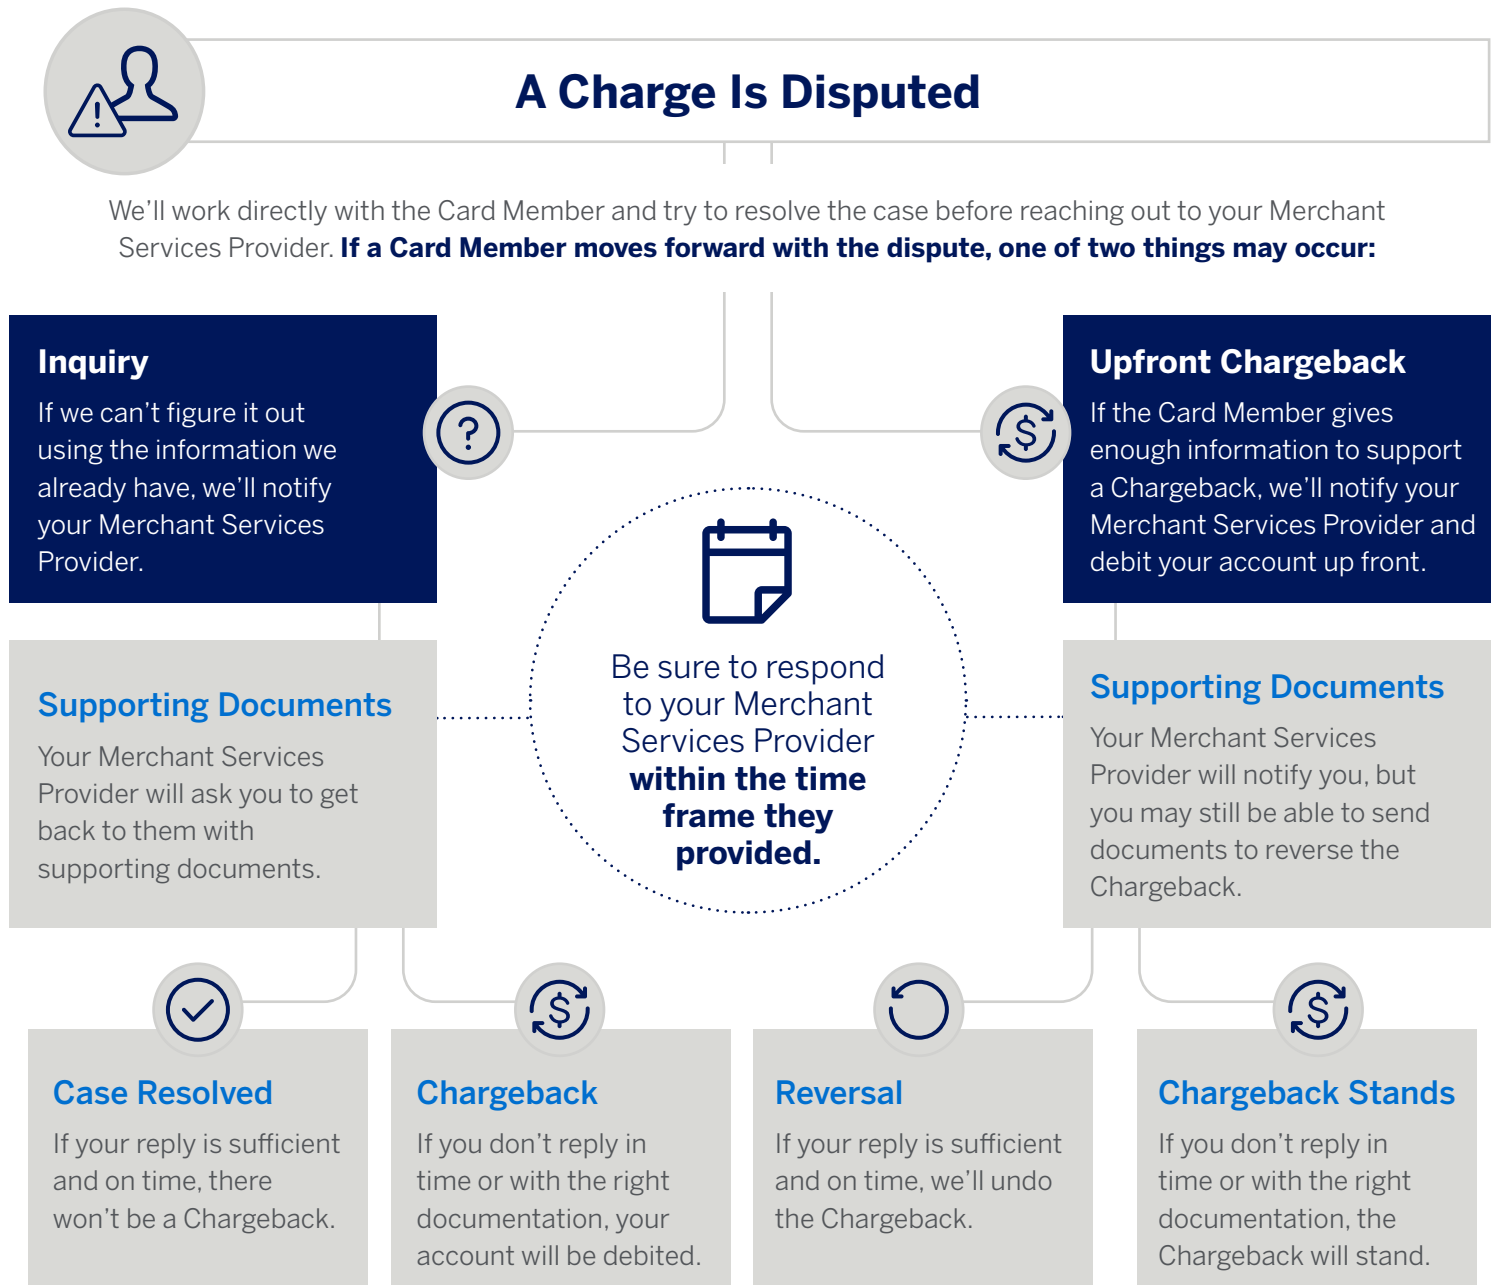 A Charge Is Disputed
We’ll work directly with the Card Member and try to resolve the case before reaching out to your Merchant
Services Provider. If a Card Member moves forward with the dispute, one of two things may occur:
Inquiry
If we can’t figure it out
using the information we
already have, we’ll notify
your Merchant Services
Provider.
Upfront Chargeback
If the Card Member gives
enough information to support
a Chargeback, we’ll notify your
Merchant Services Provider and
debit your account up front.
Supporting Documents
Your Merchant Services
Provider will ask you to get
back to them with
supporting documents.
Be sure to respond
to your Merchant
Services Provider
within the time
frame they
provided.
Supporting Documents
Your Merchant Services
Provider will notify you, but
you may still be able to send
documents to reverse the
Chargeback.
Case Resolved
If your reply is sufficient
and on time, there
won’t be a Chargeback.
Chargeback
If you don’t reply in
time or with the right
documentation, your
account will be debited.
Reversal
If your reply is sufficient
and on time, we’ll undo
the Chargeback.
Chargeback Stands
If you don’t reply in
time or with the right
documentation, the
Chargeback will stand.